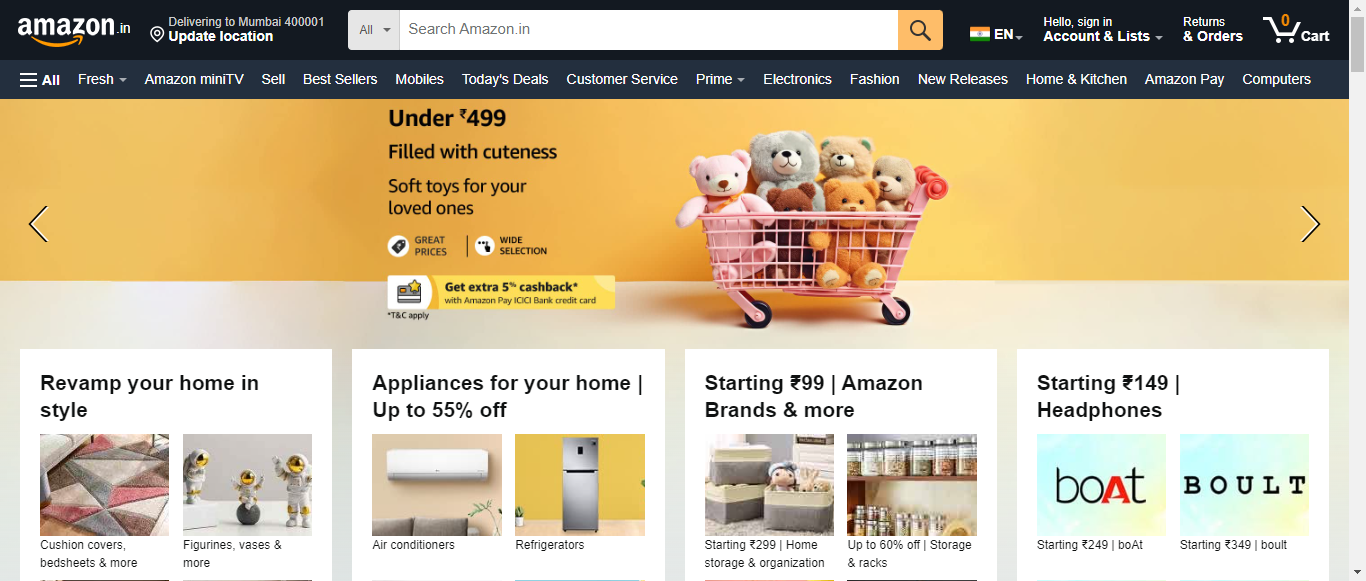 amazon.in
Delivering to Mumbai 400001
Update location
All
Search Amazon.in
EN
Hello, sign in
Account & Lists
Returns
& Orders
0
Cart
All
Fresh
Amazon miniTV
Sell
Best Sellers
Mobiles
Today's Deals
Customer Service
Prime
Electronics
Fashion
New Releases
Home & Kitchen
Amazon Pay
Computers
Under ₹499
Filled with cuteness
Soft toys for your
loved ones
GREAT
PRICES
WIDE
SELECTION
Get extra 5% cashback*
with Amazon Pay ICICI Bank credit card
*T&C apply
Revamp your home in
style
Cushion covers,
bedsheets & more
Figurines, vases &
more
Appliances for your home |
Up to 55% off
Air conditioners
Refrigerators
Starting ₹99 | Amazon
Brands & more
Starting ₹299 | Home
storage & organization
Up to 60% off | Storage
& racks
Starting ₹149 |
Headphones
boAt
Starting ₹249 | boAt
BOULT
Starting ₹349 | boult